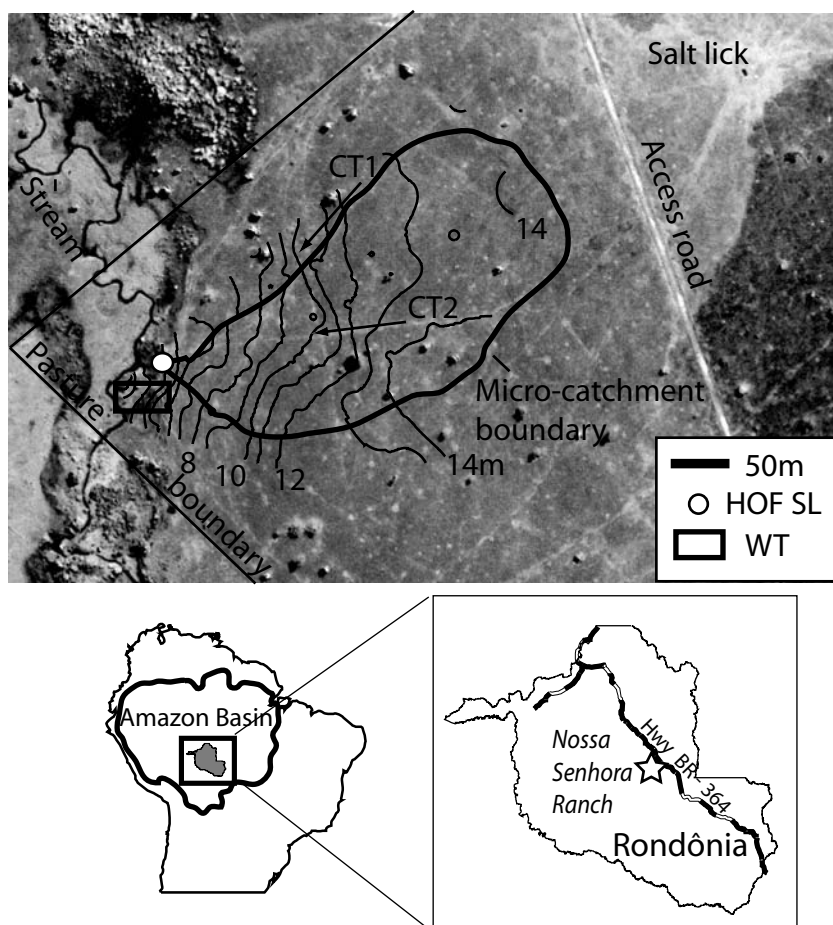 Salt lick
CT1
Access road
Stream
14
CT2
Pasture boundary
Micro-catchment
boundary
8
10
12
14m
50m
HOF SL
WT
Amazon Basin
Nossa
Senhora
Ranch
Hwy BR-364
Rondônia